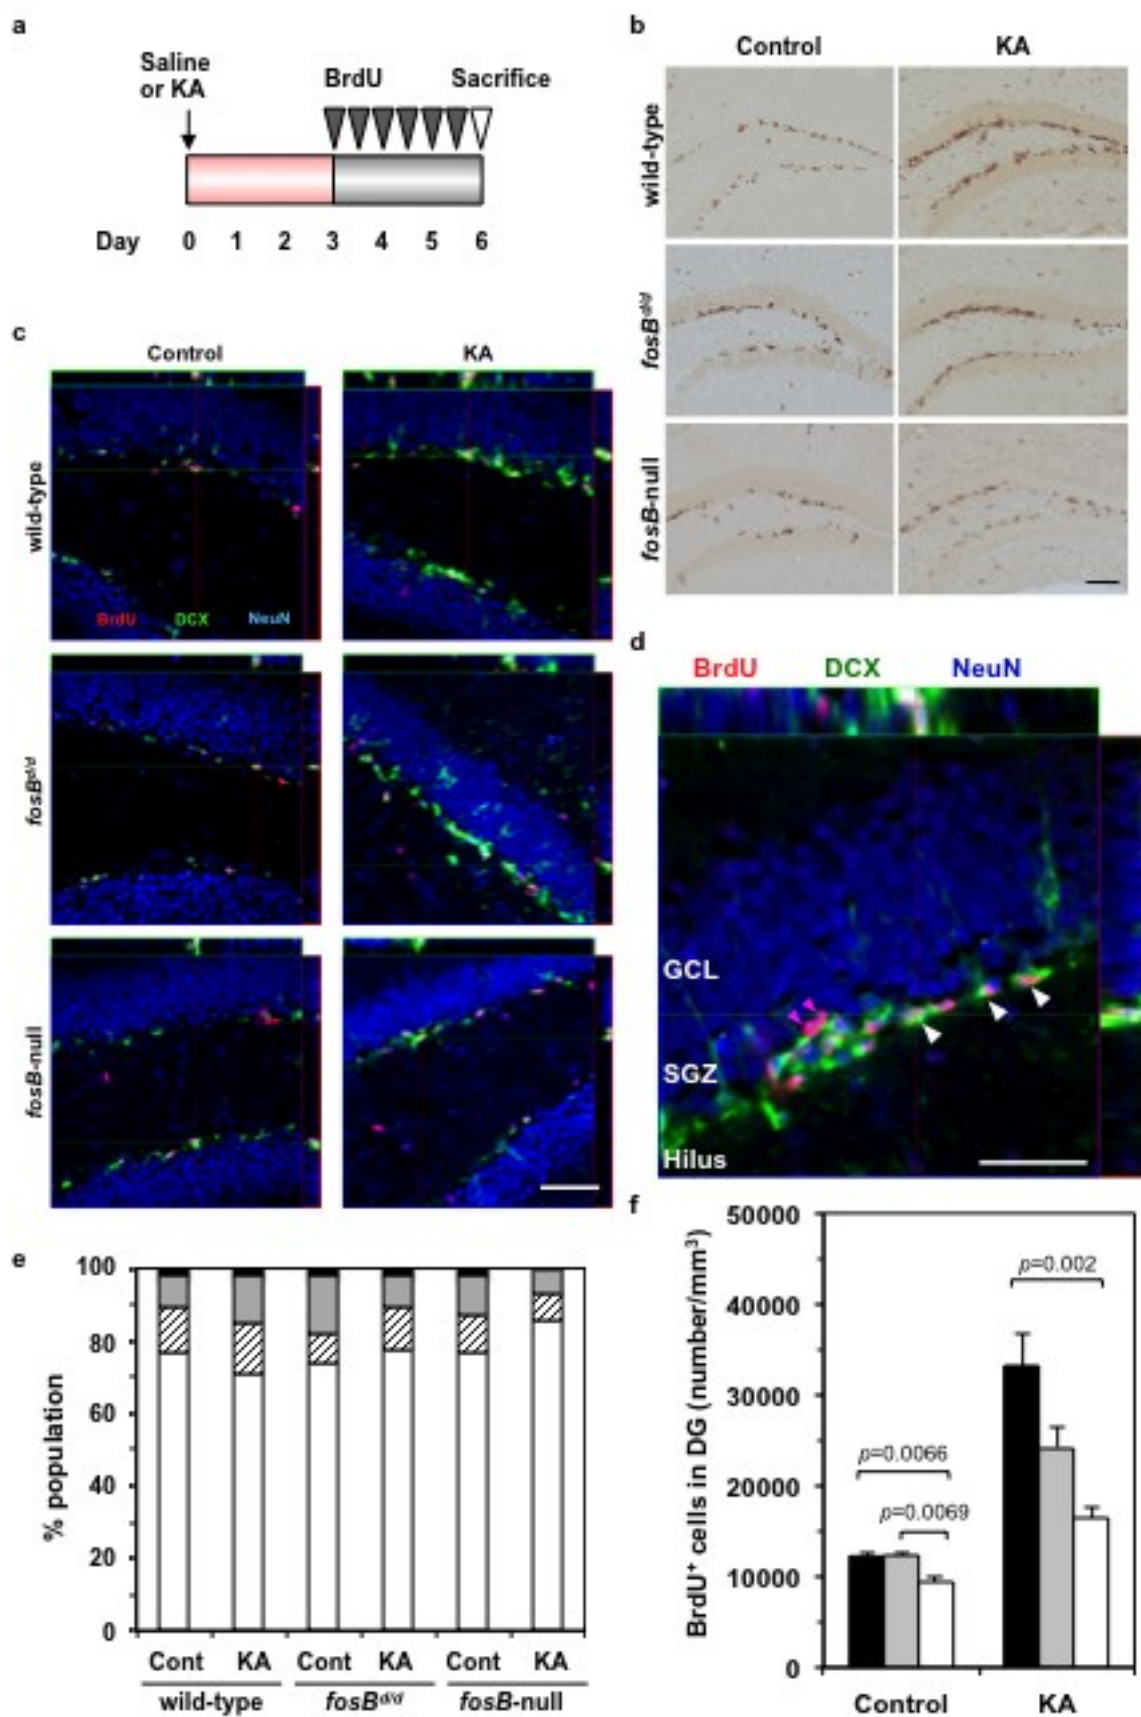 a
Saline
or KA
BrdU
Sacrifice
Day 0 1 2 3 4 5 6
b
Control KA
wild-type
fosBd/d
fosB-null
c
Control KA
wild-type
BrdU DCX NeuN
fosBd/d
fosB-null
d
BrdU DCX NeuN
GCL
SGZ
Hilus
e
% population
100
80
60
40
20
0
Cont KA Cont KA Cont KA
wild-type fosBd/d fosB-null
f
BrdU+ cells in DG (number/mm3)
50000
40000
30000
20000
10000
0
p=0.002
p=0.0066
p=0.0069
Control KA